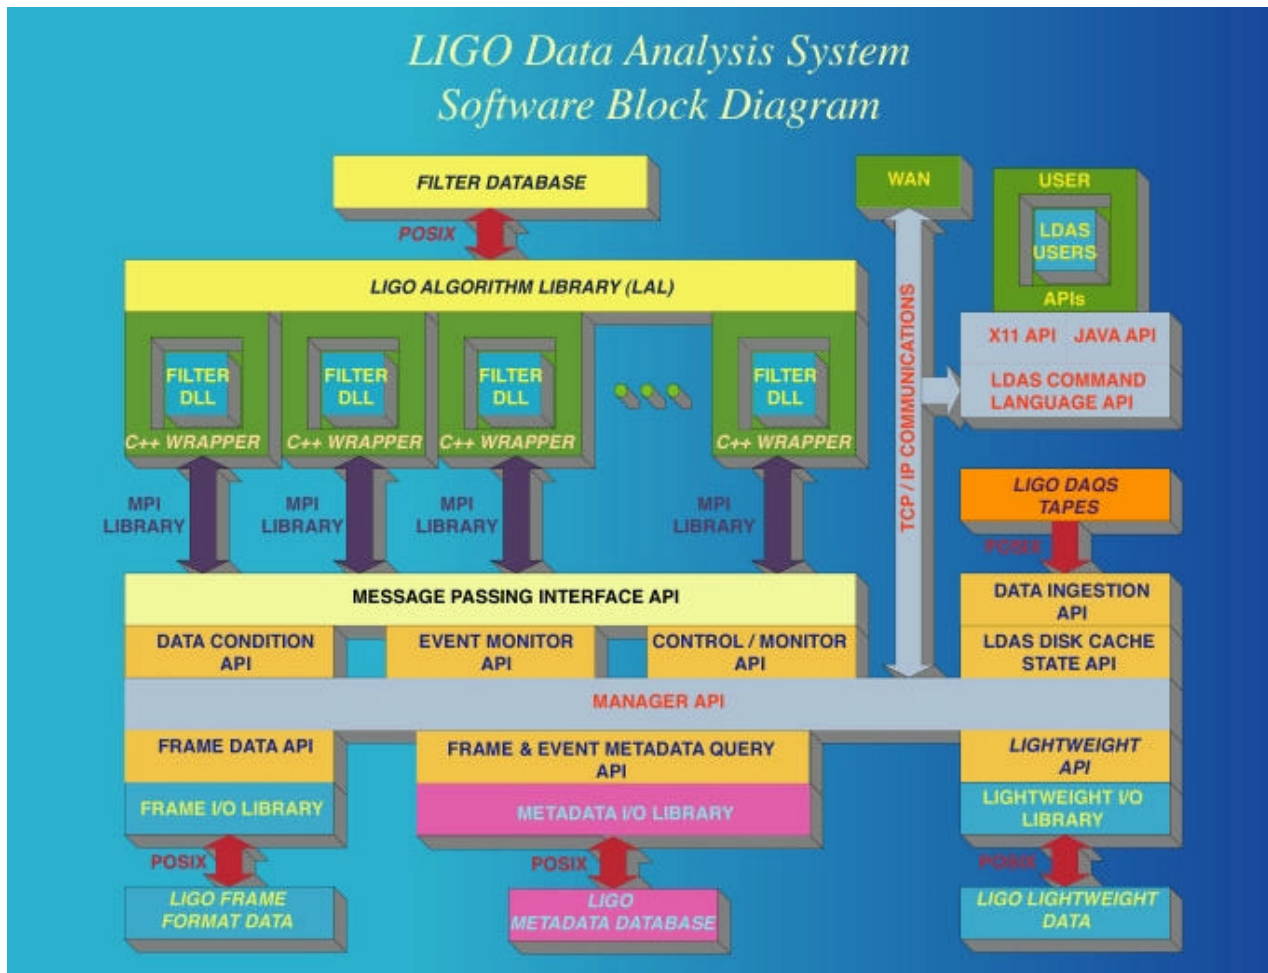 LIGO Data Analysis System
Software Block Diagram
FILTER DATABASE
WAN
USER
LDAS
USERS
APIs
POSIX
LIGO ALGORITHM LIBRARY (LAL)
X11 API
JAVA API
LDAS COMMAND
LANGUAGE API
FILTER
DLL
C++ WRAPPER
FILTER
DLL
C++ WRAPPER
FILTER
DLL
C++ WRAPPER
FILTER
DLL
C++ WRAPPER
TCP / IP COMMUNICATIONS
MPI
LIBRARY
MPI
LIBRARY
MPI
LIBRARY
MPI
LIBRARY
LIGO DAQS
TAPES
POSIX
MESSAGE PASSING INTERFACE API
DATA INGESTION
API
DATA CONDITION
API
EVENT MONITOR
API
CONTROL / MONITOR
API
LDAS DISK CACHE
STATE API
MANAGER API
FRAME DATA API
FRAME & EVENT METADATA QUERY
API
LIGHTWEIGHT
API
FRAME I/O LIBRARY
METADATA I/O LIBRARY
LIGHTWEIGHT I/O
LIBRARY
POSIX
POSIX
POSIX
LIGO FRAME
FORMAT DATA
LIGO
METADATA DATABASE
LIGO LIGHTWEIGHT
DATA